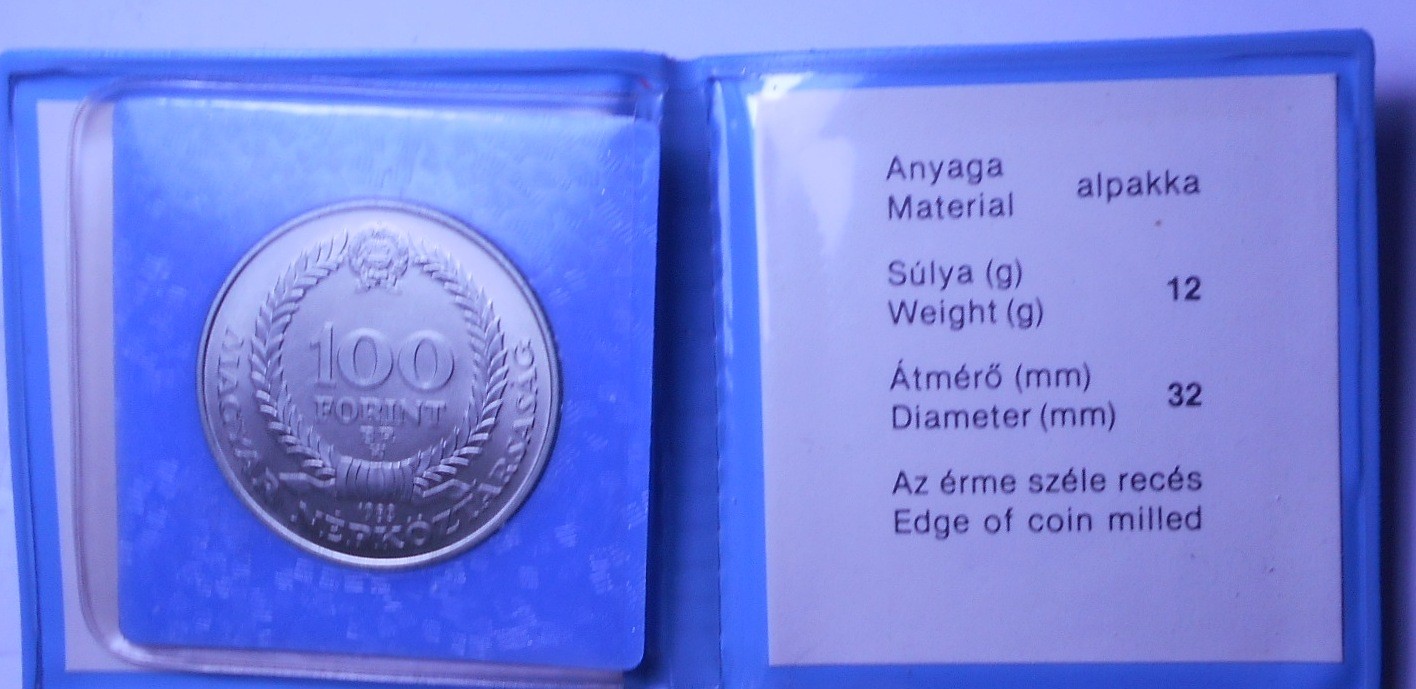 MAGYAR NÉPKÖZTÁRSASÁG
100
FORINT
BP.
Anyaga
Material
alpakka
Súlya (g)
Weight (g)
12
Átmérő (mm)
Diameter (mm)
32
Az érme széle recés
Edge of coin milled